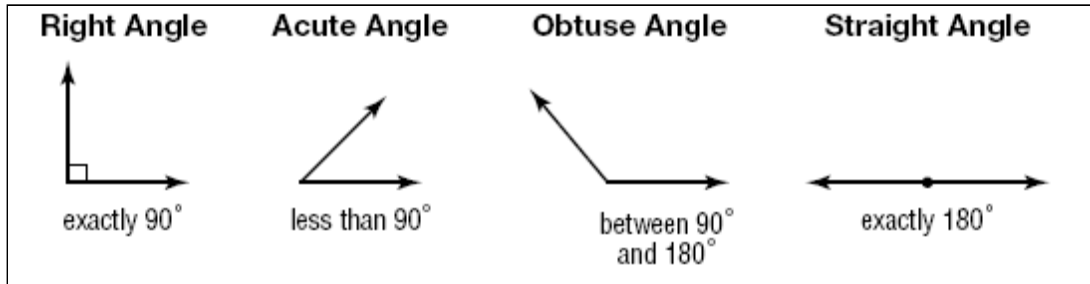 Right Angle Acute Angle Obtuse Angle Straight Angle
exactly 90° less than 90° between 90° and 180° exactly 180°